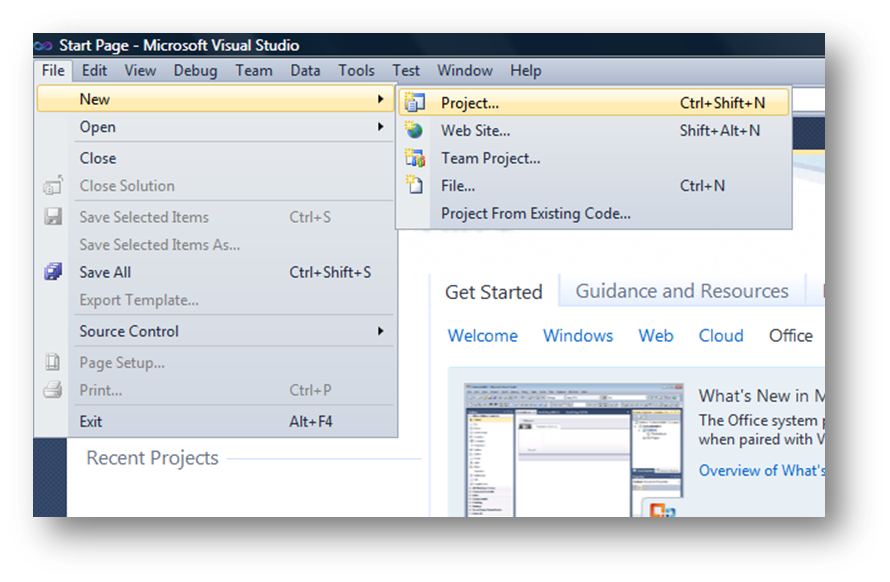 Start Page - Microsoft Visual Studio
File Edit View Debug Team Data Tools Test Window Help
New
Open
Close
Close Solution
Save Selected Items Ctrl+S
Save Selected Items As...
Save All Ctrl+Shift+S
Export Template...
Source Control
Page Setup...
Print... Ctrl+P
Exit Alt+F4
Project... Ctrl+Shift+N
Web Site... Shift+Alt+N
Team Project...
File... Ctrl+N
Project From Existing Code...
Get Started Guidance and Resources
Welcome Windows Web Cloud Office
What's New in M
The Office system p
when paired with V
Overview of What's
Recent Projects